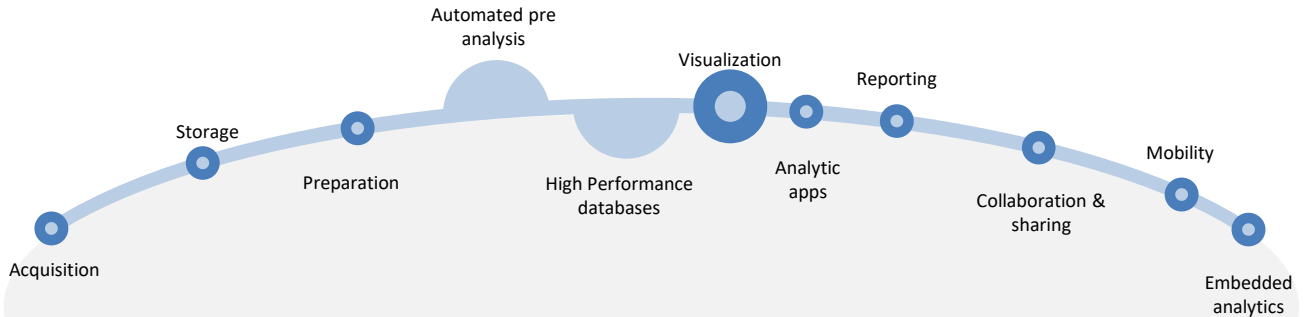 Automated pre
analysis
Visualization
Reporting
Storage
Mobility
Preparation
High Performance
databases
Analytic
apps
Collaboration &
sharing
Acquisition
Embedded
analytics